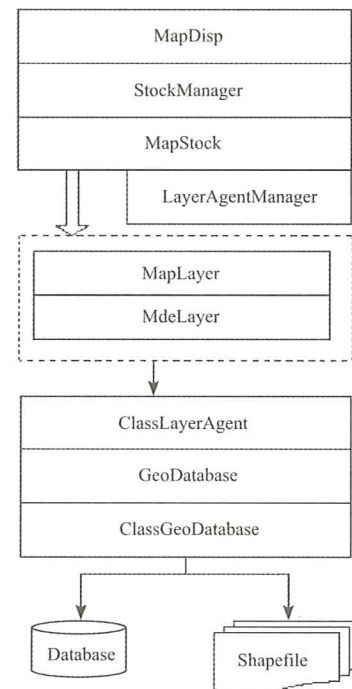 MapDisp
StockManager
MapStock
LayerAgentManager
MapLayer
MdeLayer
ClassLayerAgent
GeoDatabase
ClassGeoDatabase
Database
Shapefile